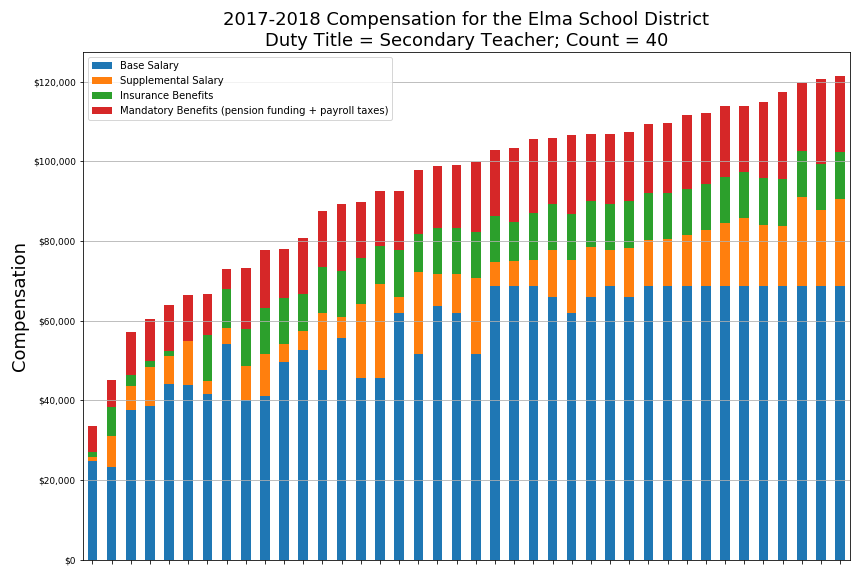 2017-2018 Compensation for the Elma School District
Duty Title = Secondary Teacher; Count = 40
Base Salary
Supplemental Salary
Insurance Benefits
Mandatory Benefits (pension funding + payroll taxes)
Compensation
$120,000
$100,000
$80,000
$60,000
$40,000
$20,000
$0